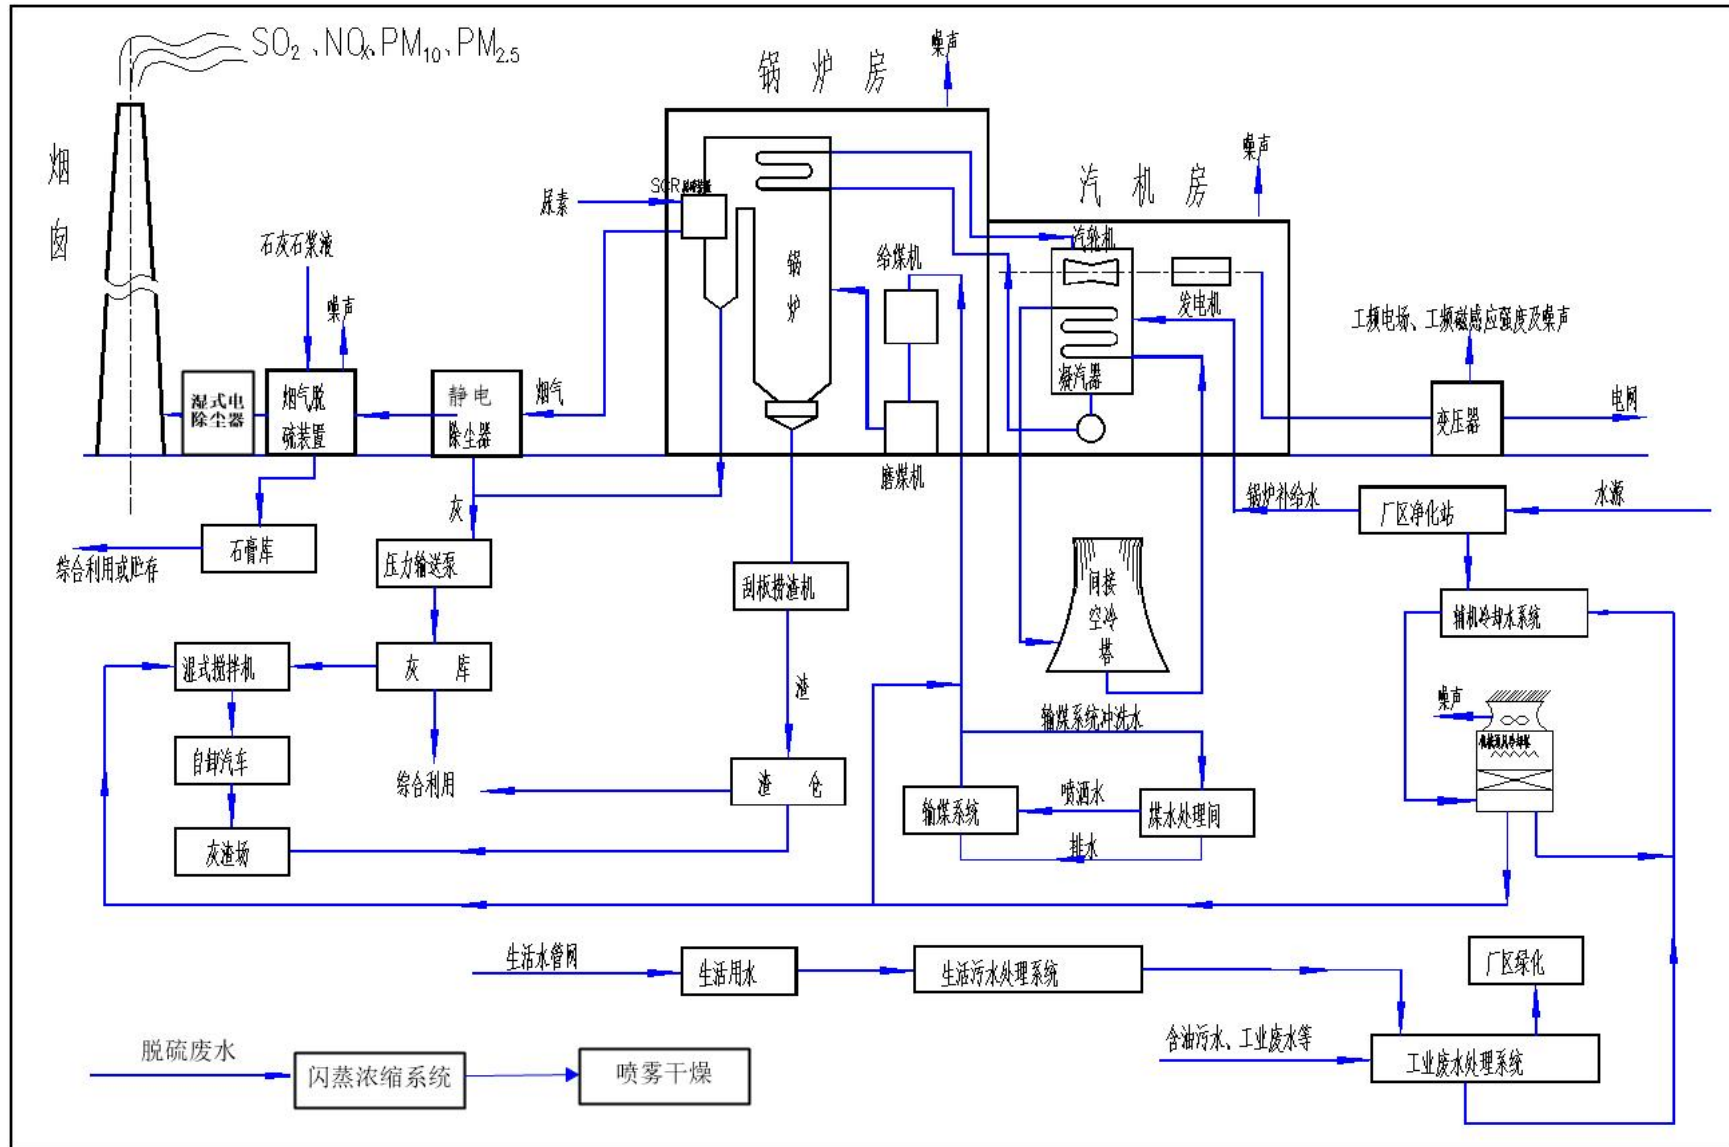 SO₂、NOx、PM₁₀、PM₂.₅
锅 炉 房
噪声
烟
囱
汽 机 房
噪声
尿素
石灰石浆液
噪声
锅
炉
给煤机
汽轮机
发电机
凝汽器
工频电场、工频磁感应强度及噪声
湿式电
除尘器
烟气脱
硫装置
静 电
除尘器
烟气
磨煤机
变压器
电网
灰
锅炉补给水
厂区净化站
水源
石膏库
综合利用或贮存
压力输送泵
刮板捞渣机
间接
空冷
塔
辅机冷却水系统
湿式搅拌机
灰 库
渣
输煤系统冲洗水
噪声
自卸汽车
综合利用
渣 仓
输煤系统
喷洒水
煤水处理间
排水
灰渣场
生活水管网
生活用水
生活污水处理系统
厂区绿化
含油污水、工业废水等
工业废水处理系统
脱硫废水
闪蒸浓缩系统
喷雾干燥